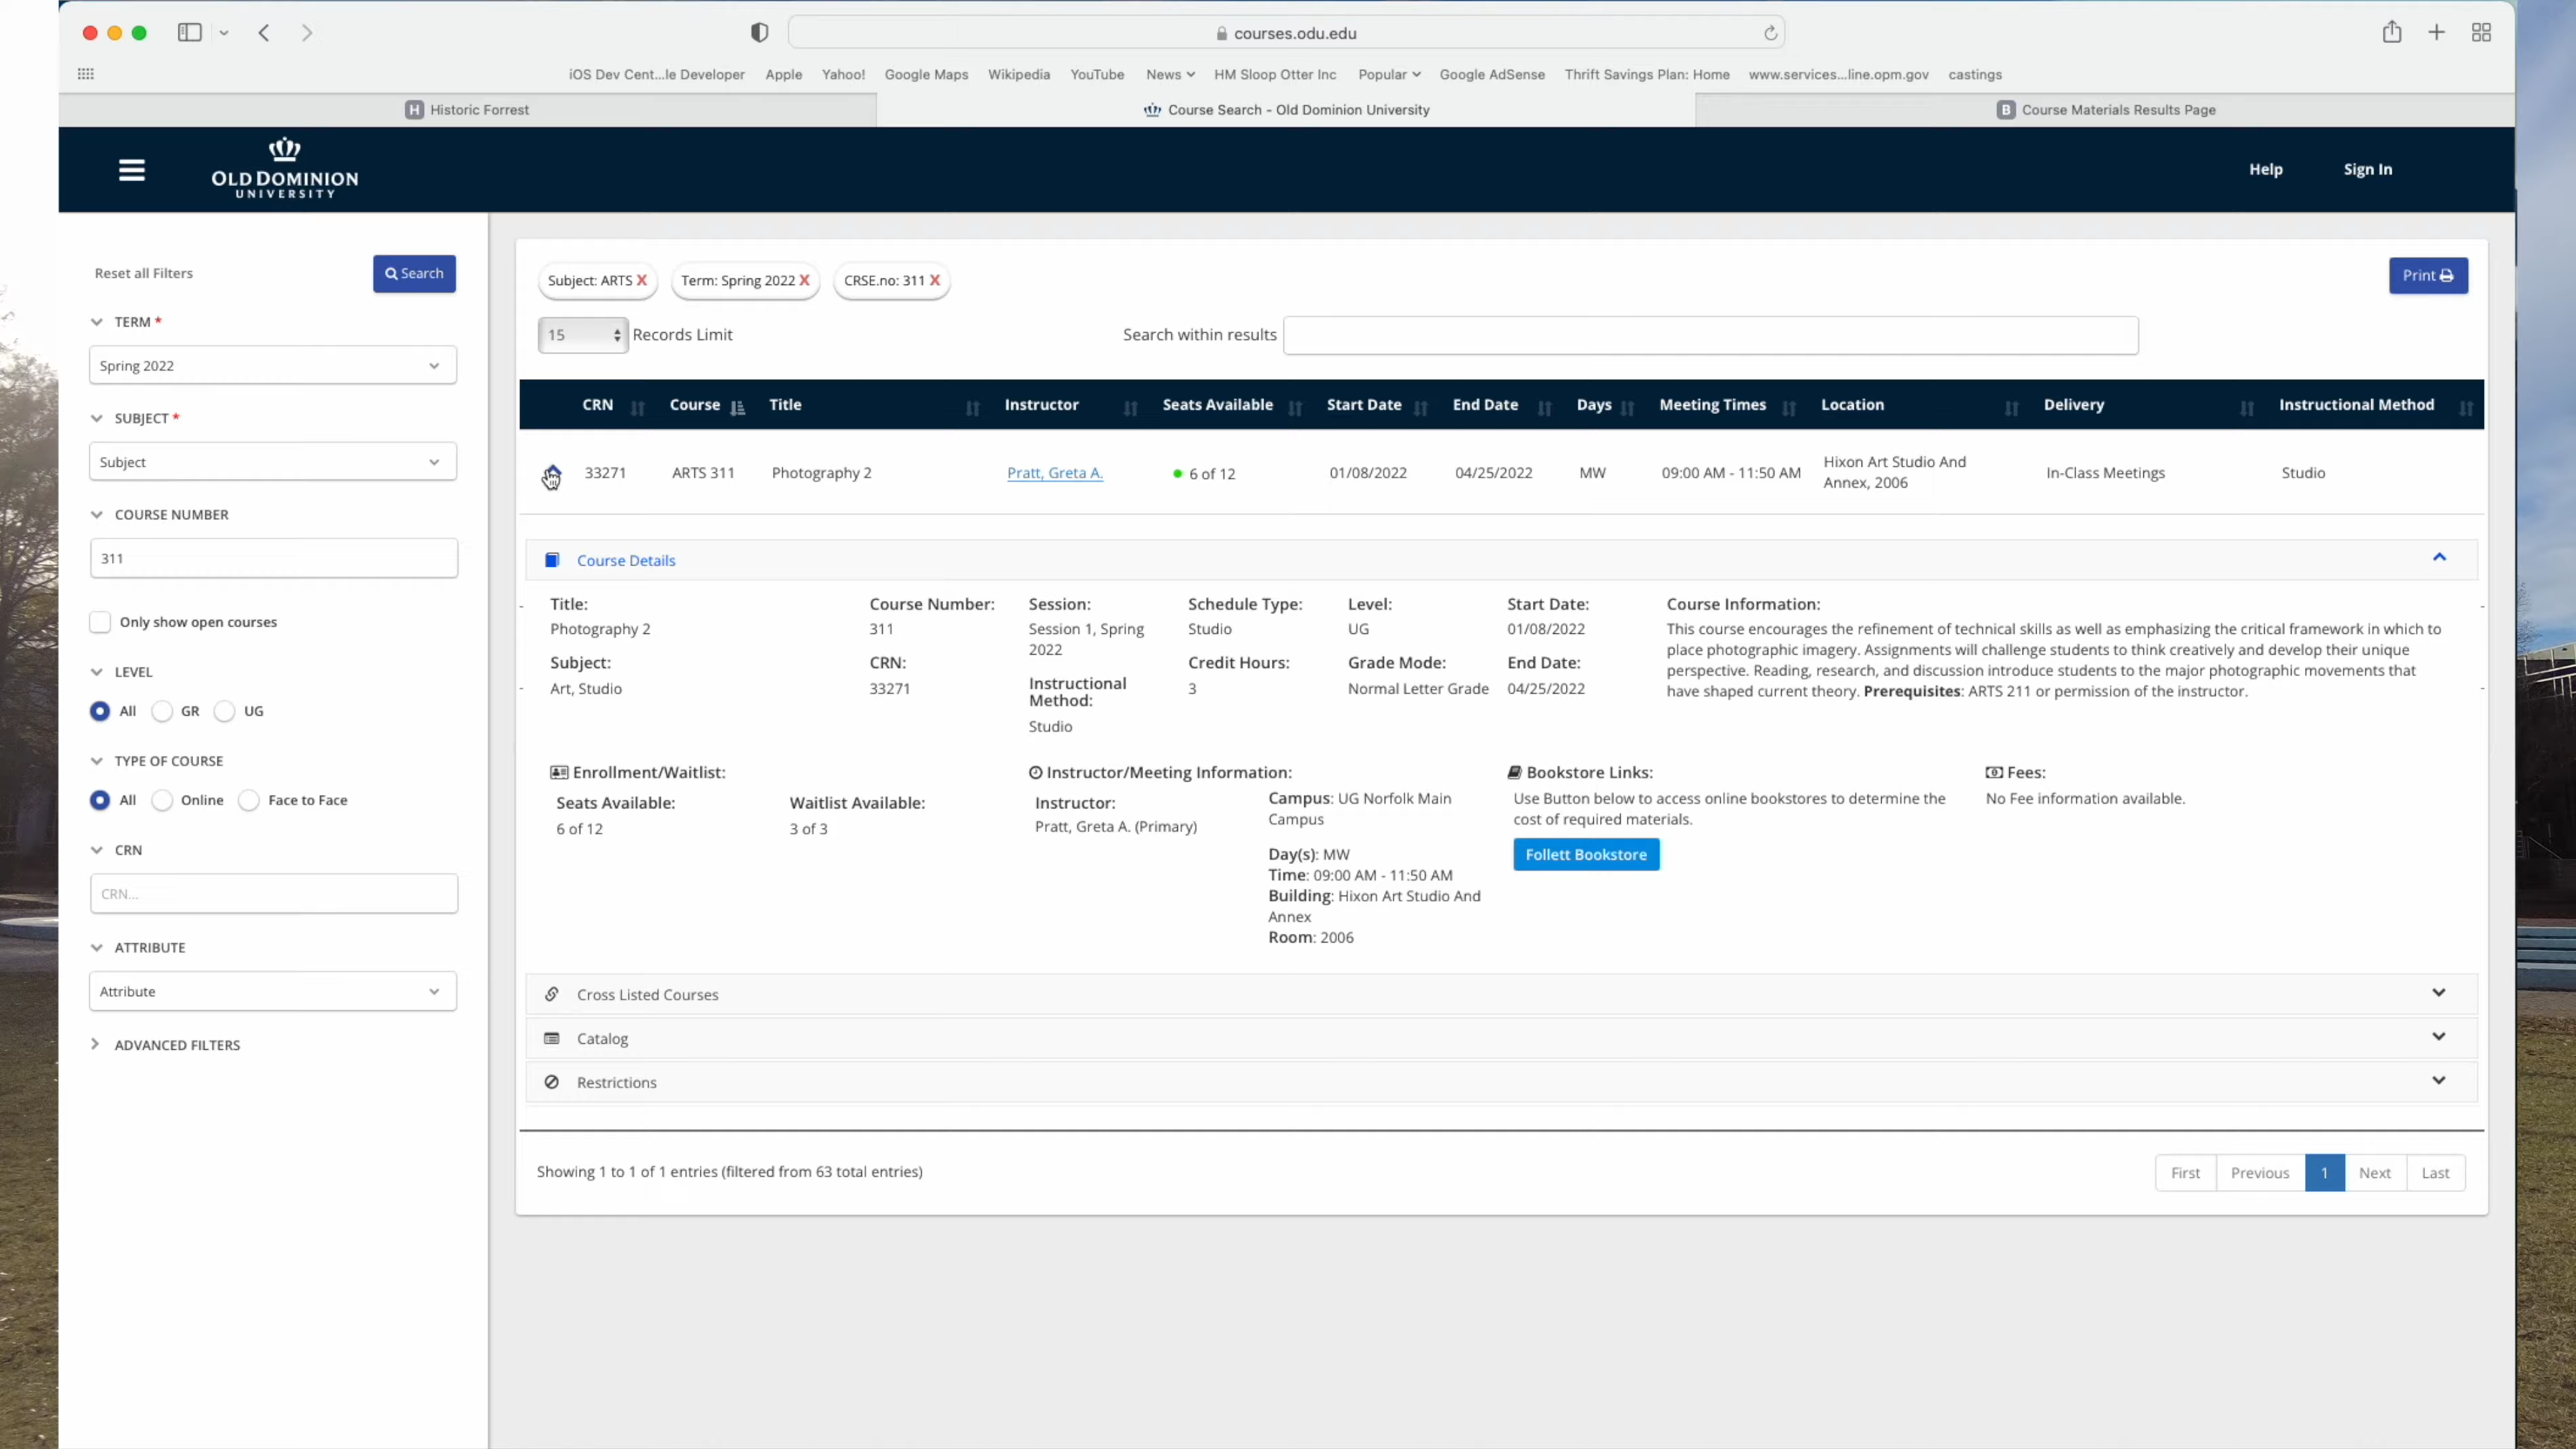 courses.odu.edu
iOS Dev Cent...le Developer Apple Yahoo! Google Maps Wikipedia YouTube News HM Sloop Otter Inc Popular Google AdSense Thrift Savings Plan: Home www.services...line.opm.gov castings
H Historic Forrest Course Search - Old Dominion University B Course Materials Results Page
OLD DOMINION
UNIVERSITY
Help Sign In
Reset all Filters Search
TERM *
Spring 2022
SUBJECT *
Subject
COURSE NUMBER
311
Only show open courses
LEVEL
All GR UG
TYPE OF COURSE
All Online Face to Face
CRN
CRN...
ATTRIBUTE
Attribute
ADVANCED FILTERS
Subject: ARTS X Term: Spring 2022 X CRSE.no: 311 X
Print
15 Records Limit Search within results
CRN Course Title Instructor Seats Available Start Date End Date Days Meeting Times Location Delivery Instructional Method
33271 ARTS 311 Photography 2 Pratt, Greta A. 6 of 12 01/08/2022 04/25/2022 MW 09:00 AM - 11:50 AM Hixon Art Studio And In-Class Meetings Studio
Annex, 2006
Course Details
Title: Course Number: Session: Schedule Type: Level: Start Date: Course Information:
Photography 2 311 Session 1, Spring Studio UG 01/08/2022 This course encourages the refinement of technical skills as well as emphasizing the critical framework in which to
2022 place photographic imagery. Assignments will challenge students to think creatively and develop their unique
Subject: CRN: Credit Hours: Grade Mode: End Date: perspective. Reading, research, and discussion introduce students to the major photographic movements that
Art, Studio 33271 Instructional 3 Normal Letter Grade 04/25/2022 have shaped current theory. Prerequisites: ARTS 211 or permission of the instructor.
Method:
Studio
Enrollment/Waitlist: Instructor/Meeting Information: Bookstore Links: Fees:
Seats Available: Waitlist Available: Instructor: Campus: UG Norfolk Main Use Button below to access online bookstores to determine the No Fee information available.
6 of 12 3 of 3 Pratt, Greta A. (Primary) Campus cost of required materials.
Day(s): MW Follett Bookstore
Time: 09:00 AM - 11:50 AM
Building: Hixon Art Studio And
Annex
Room: 2006
Cross Listed Courses
Catalog
Restrictions
Showing 1 to 1 of 1 entries (filtered from 63 total entries) First Previous 1 Next Last